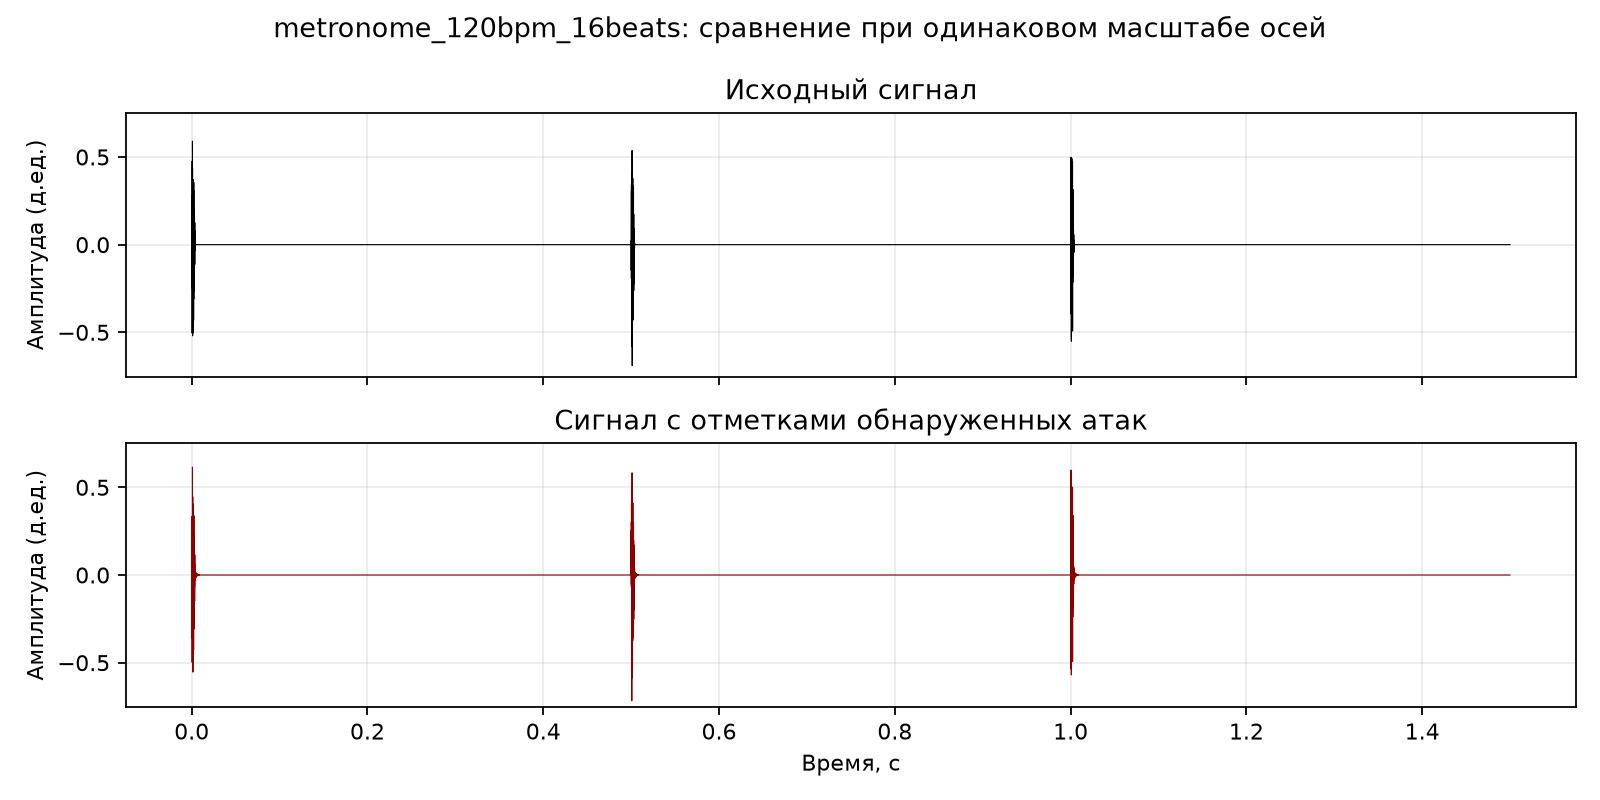 metronome_120bpm_16beats: сравнение при одинаковом масштабе осей
Исходный сигнал
Амплитуда (д.ед.)
0.5
0.0
−0.5
Сигнал с отметками обнаруженных атак
Амплитуда (д.ед.)
0.5
0.0
−0.5
0.0 0.2 0.4 0.6 0.8 1.0 1.2 1.4
Время, с